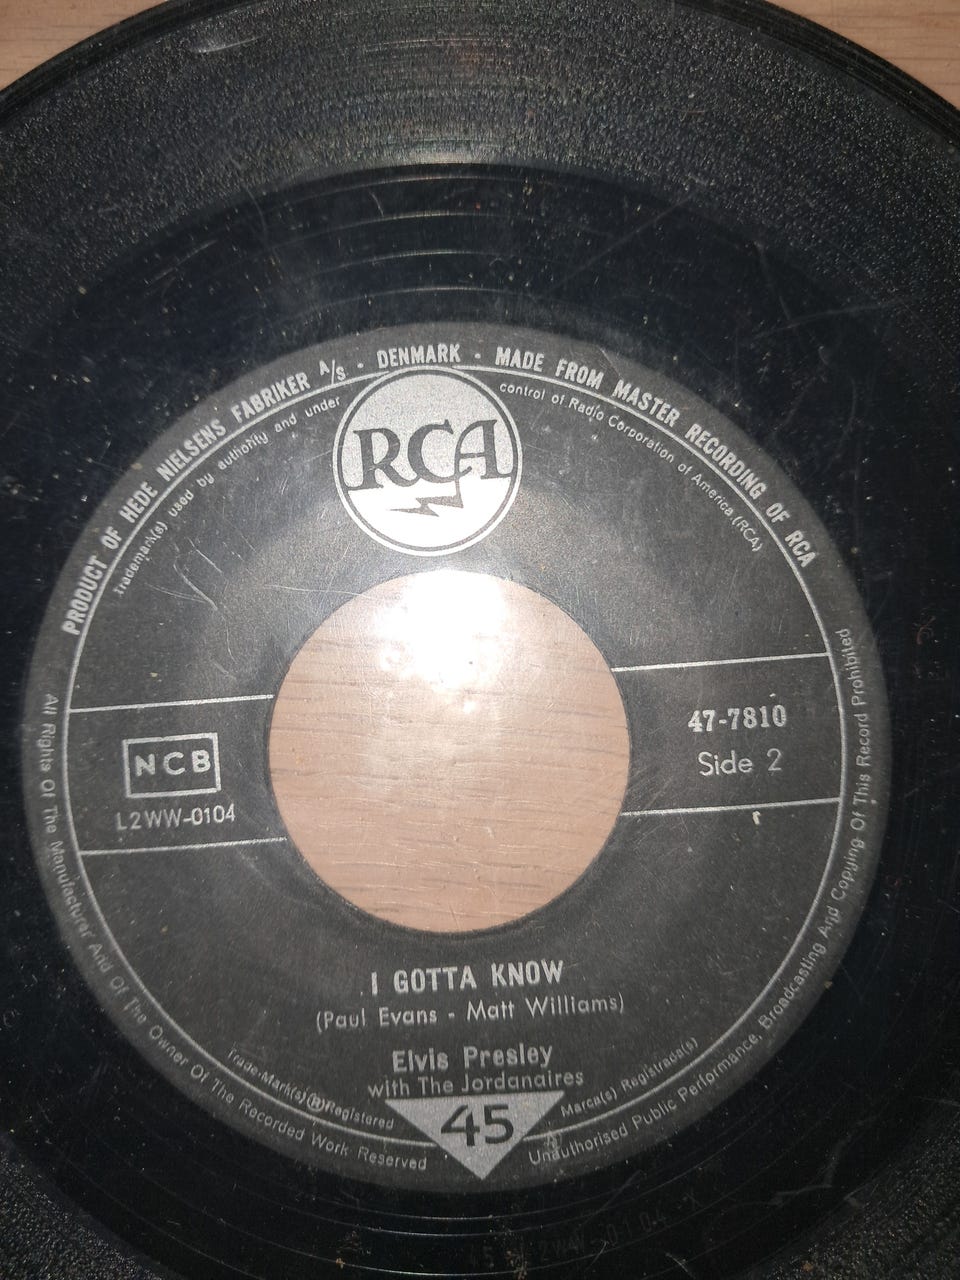 PRODUCT OF HEDE NIELSENS FABRIKER A/S · DENMARK · MADE FROM MASTER RECORDING OF RCA
trademark(s) used by authority and under control of Radio Corporation of America (RCA)
RCA
47-7810
Side 2
NCB
L2WW-0104
I GOTTA KNOW
(Paul Evans - Matt Williams)
Elvis Presley
with The Jordanaires
45
Trade-Mark(s) ® Registered
Marca(s) Registrada(s)
All Rights Of The Manufacturer And Of The Owner Of The Recorded Work Reserved
Unauthorised Public Performance, Broadcasting And Copying Of This Record Prohibited